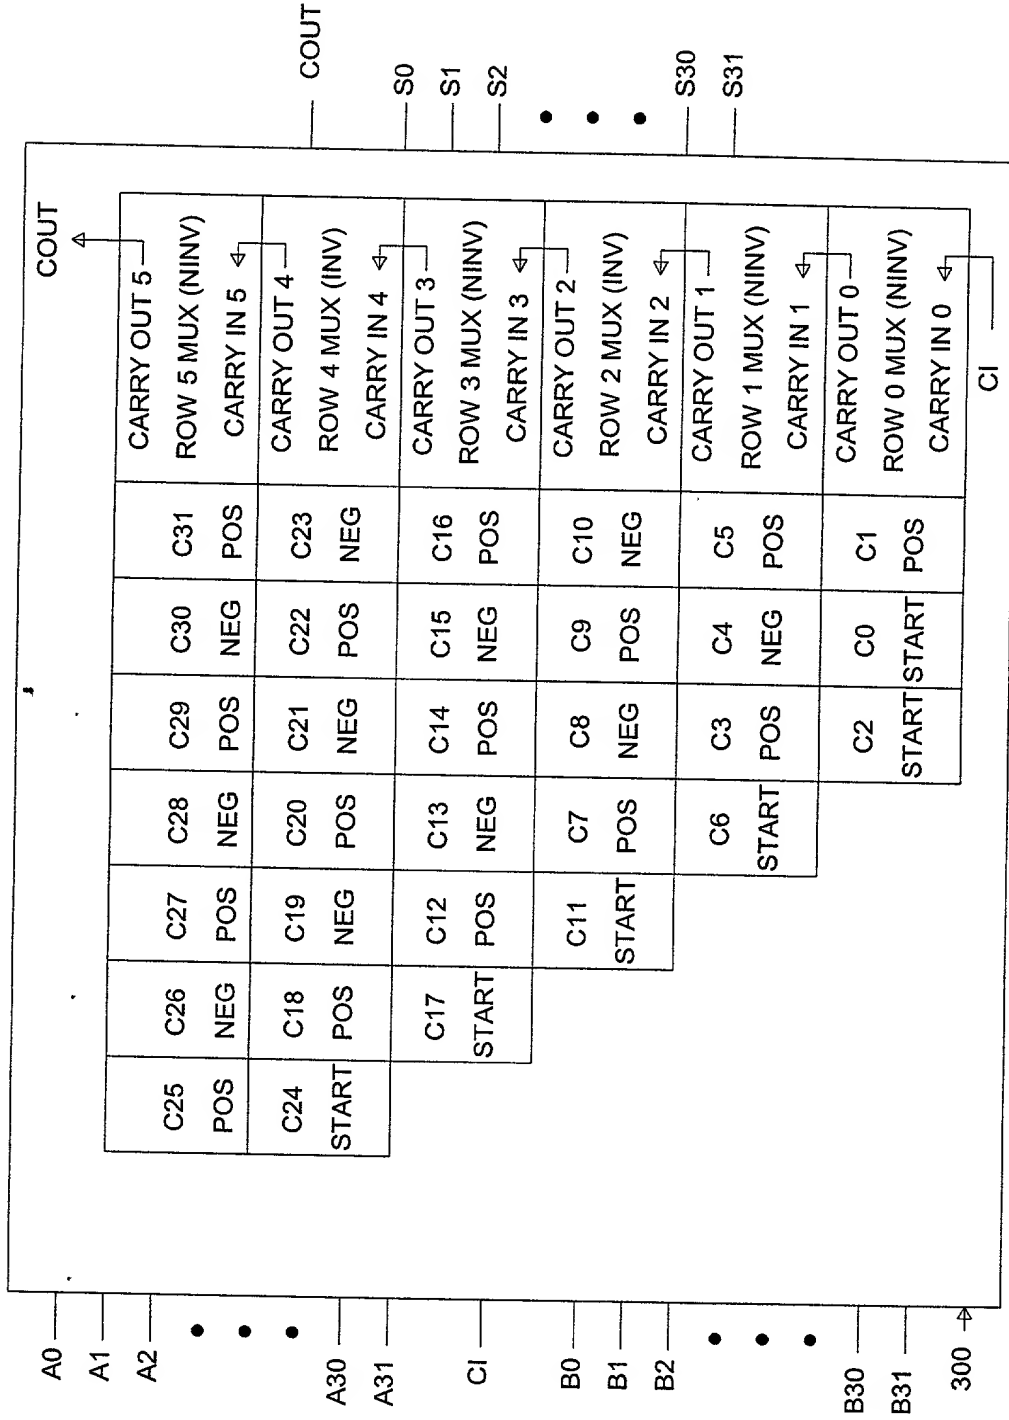 COUT
COUT
S0
S1
S2
S30
S31
C25
POS
C26
NEG
C27
POS
C28
NEG
C29
POS
C30
NEG
C31
POS
CARRY OUT 5
ROW 5 MUX (NINV)
CARRY IN 5
C24
START
C18
POS
C19
NEG
C20
POS
C21
NEG
C22
POS
C23
NEG
CARRY OUT 4
ROW 4 MUX (INV)
CARRY IN 4
C17
START
C12
POS
C13
NEG
C14
POS
C15
NEG
C16
POS
CARRY OUT 3
ROW 3 MUX (NINV)
CARRY IN 3
C11
START
C7
POS
C8
NEG
C9
POS
C10
NEG
CARRY OUT 2
ROW 2 MUX (INV)
CARRY IN 2
C6
START
C3
POS
C4
NEG
C5
POS
CARRY OUT 1
ROW 1 MUX (NINV)
CARRY IN 1
C2
START
C0
START
C1
POS
CARRY OUT 0
ROW 0 MUX (NINV)
CARRY IN 0
CI
A0
A1
A2
A30
A31
CI
B0
B1
B2
B30
B31
300